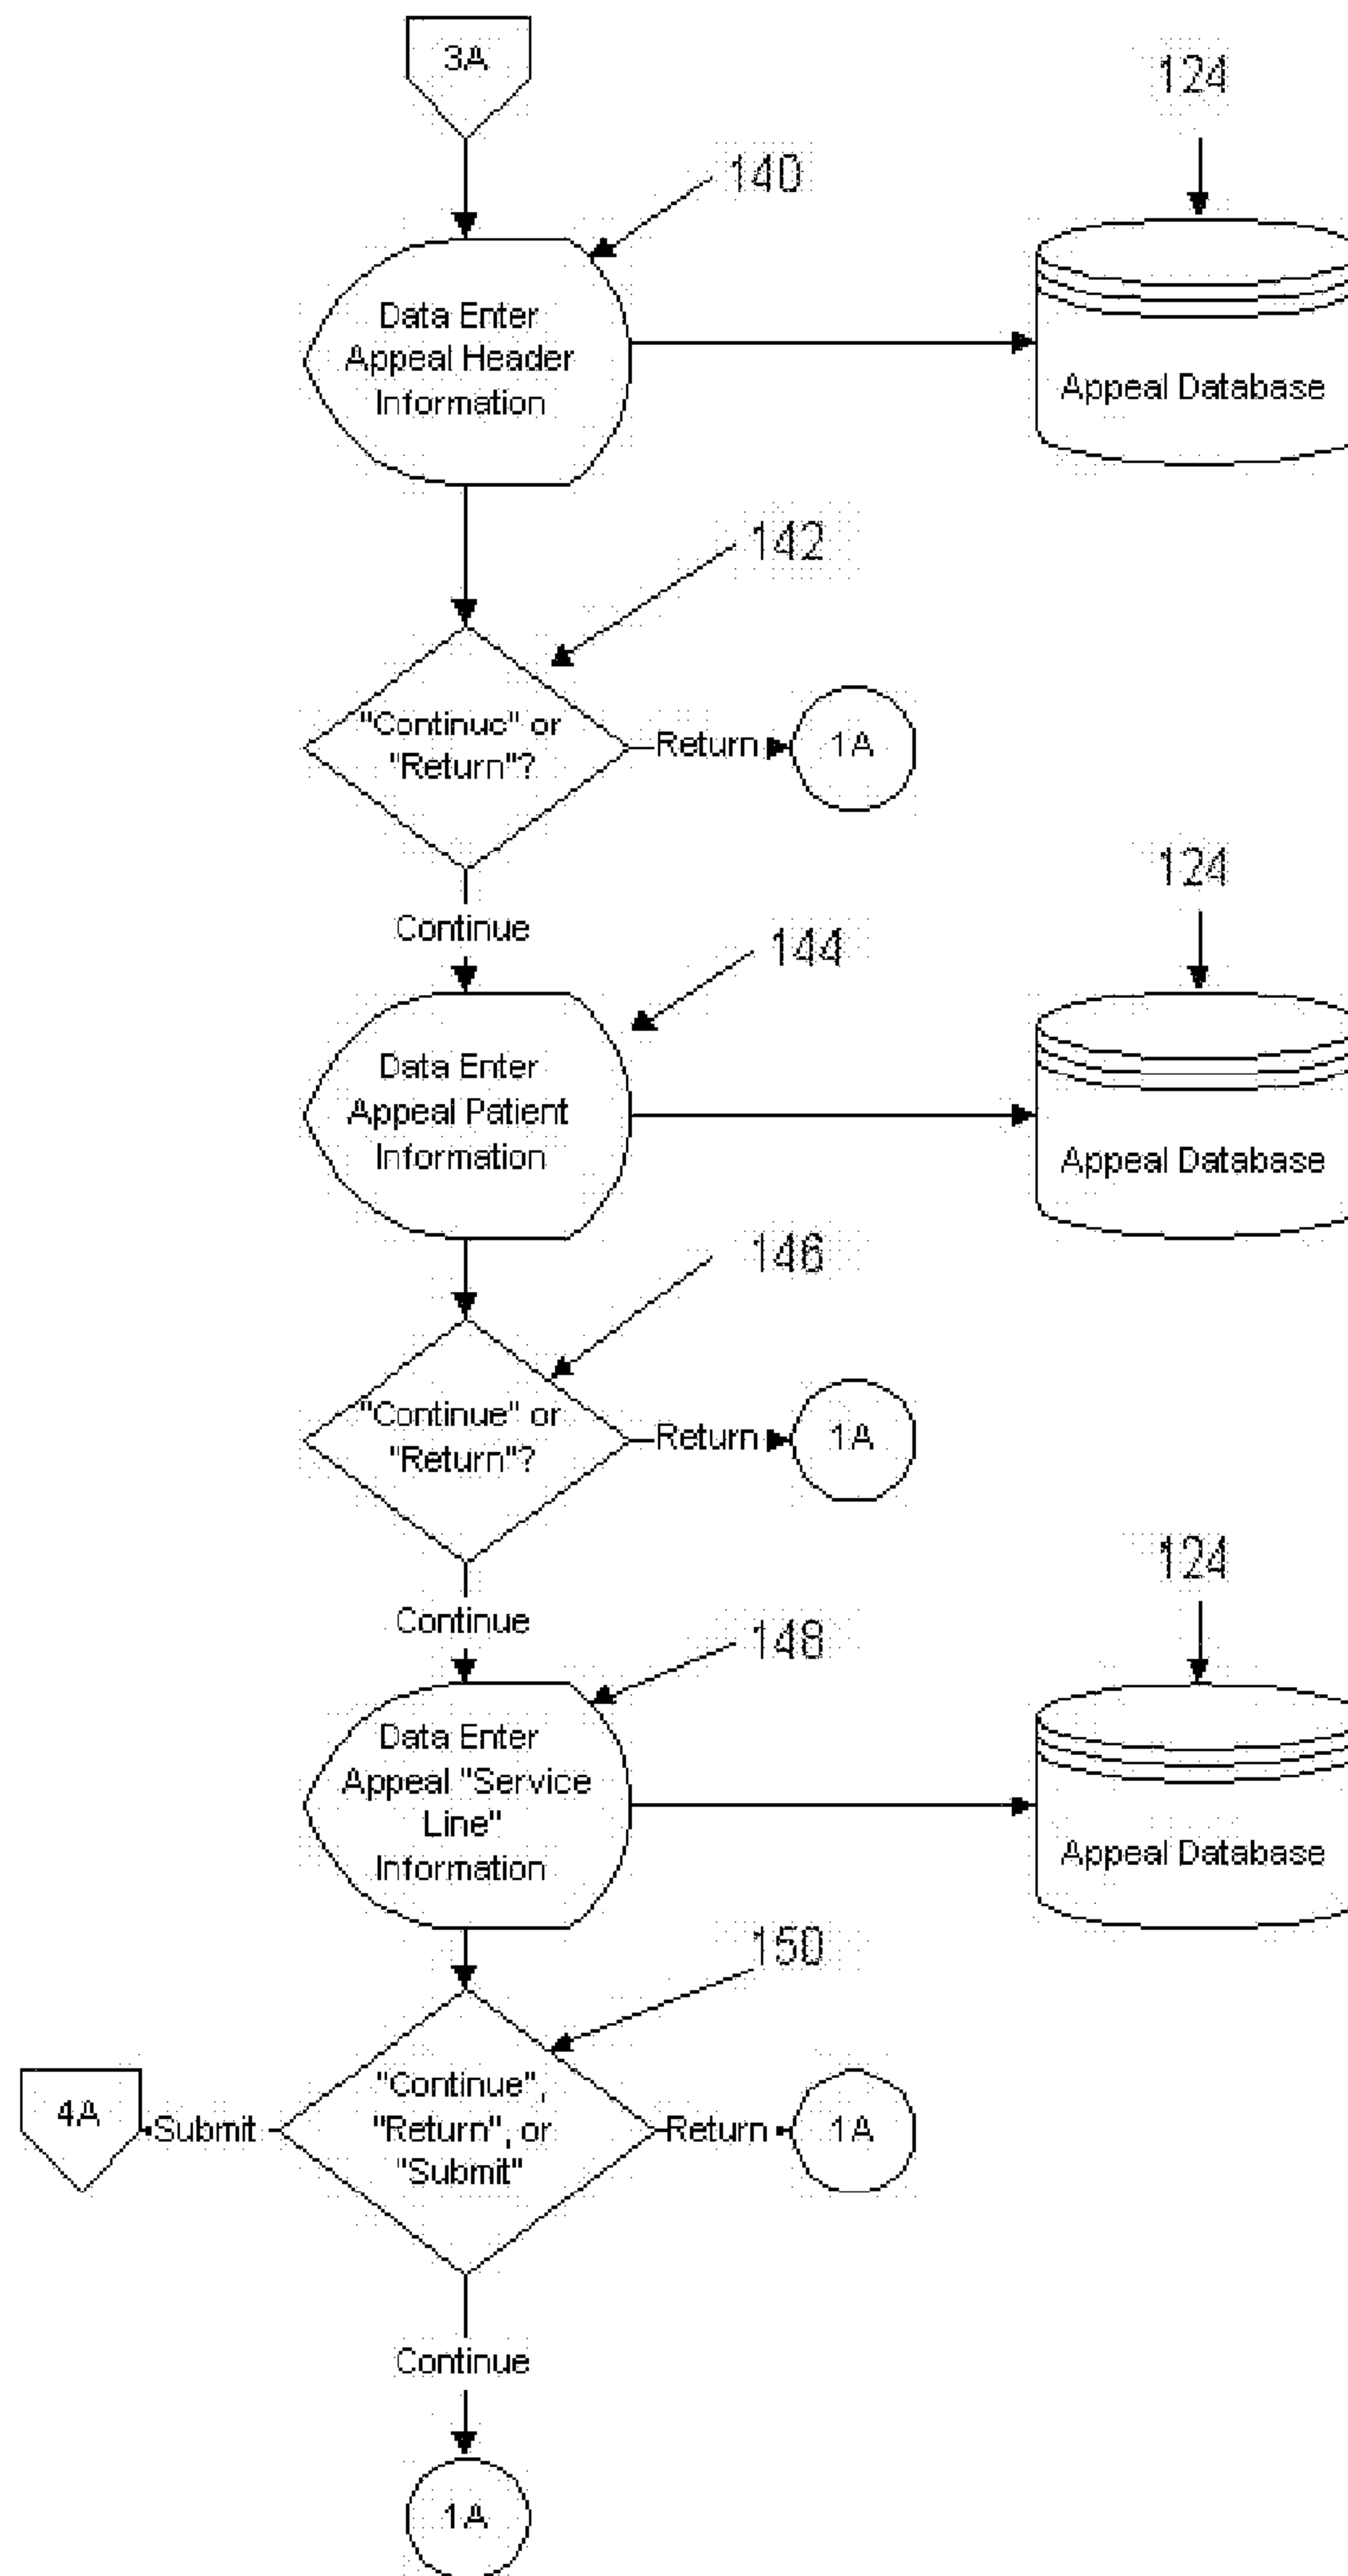 3A
124
140
Data Enter
Appeal Header
Information
Appeal Database
142
"Continue" or
"Return"?
Return
1A
Continue
124
144
Data Enter
Appeal Patient
Information
Appeal Database
146
"Continue" or
"Return"?
Return
1A
Continue
124
148
Data Enter
Appeal "Service
Line"
Information
Appeal Database
150
4A
Submit
"Continue",
"Return", or
"Submit"
Return
1A
Continue
1A